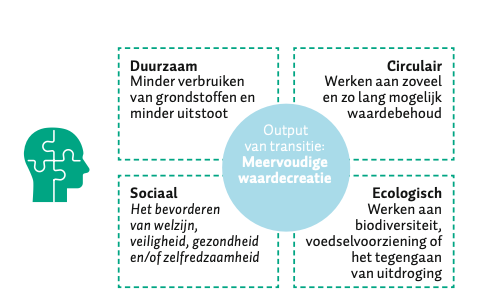 Duurzaam
Minder verbruiken
van grondstoffen en
minder uitstoot
Circulair
Werken aan zoveel
en zo lang mogelijk
waardebehoud
Output
van transitie:
Meervoudige
waardecreatie
Sociaal
Het bevorderen
van welzijn,
veiligheid, gezondheid
en/of zelfredzaamheid
Ecologisch
Werken aan
biodiversiteit,
voedselvoorziening of
het tegengaan
van uitdroging